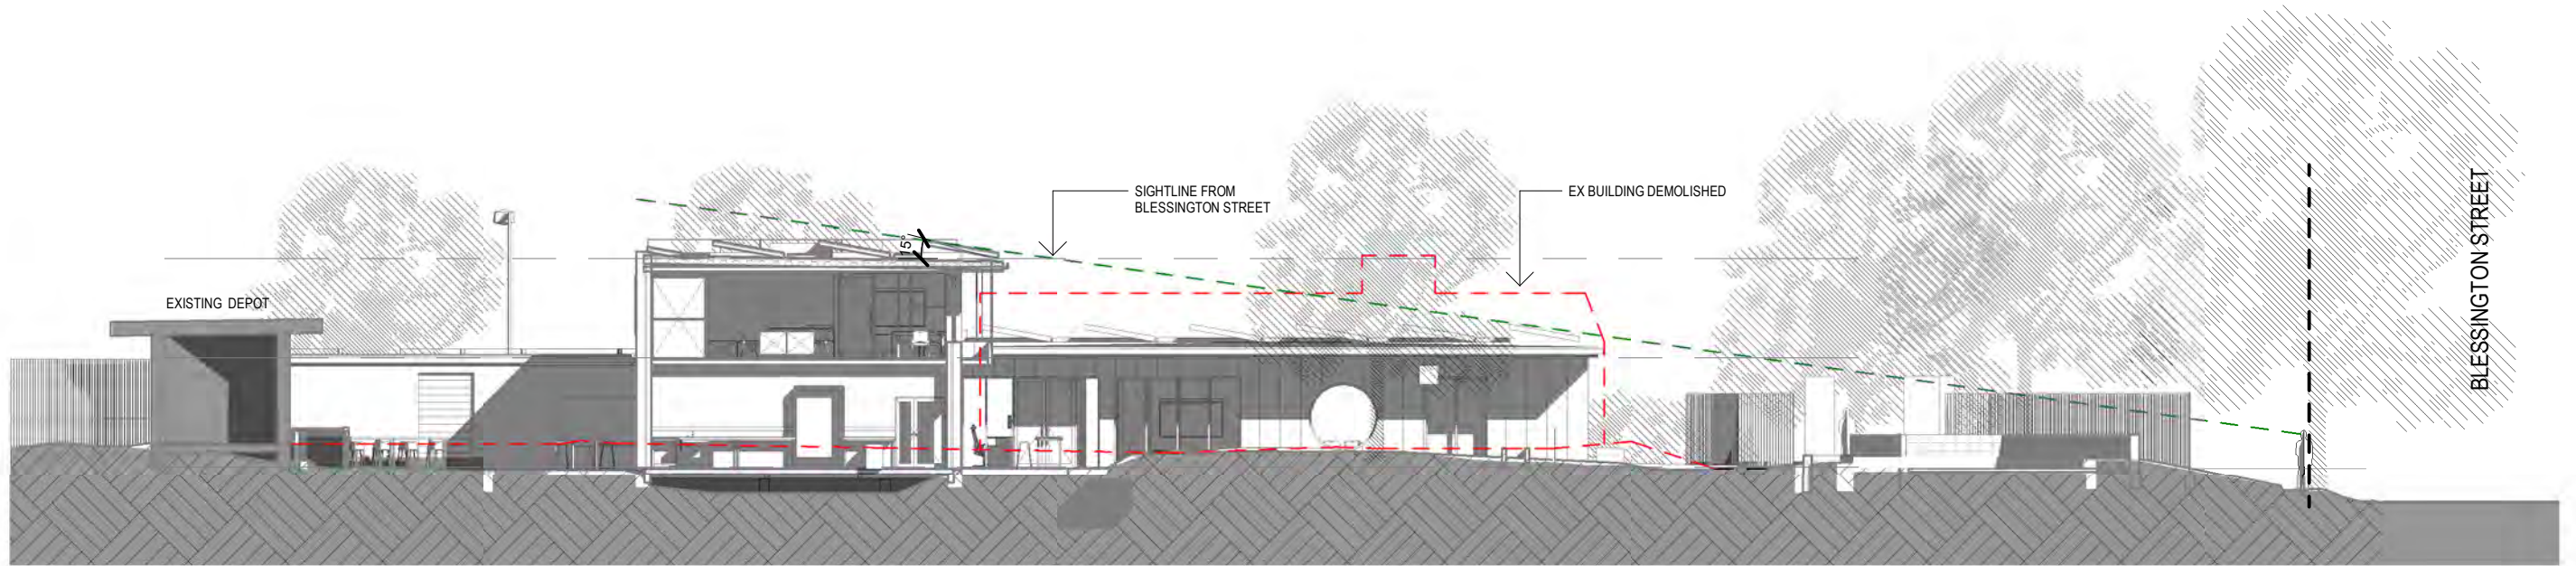 SIGHTLINE FROM
BLESSINGTON STREET
EX BUILDING DEMOLISHED
BLESSINGTON STREET
15°
EXISTING DEPOT